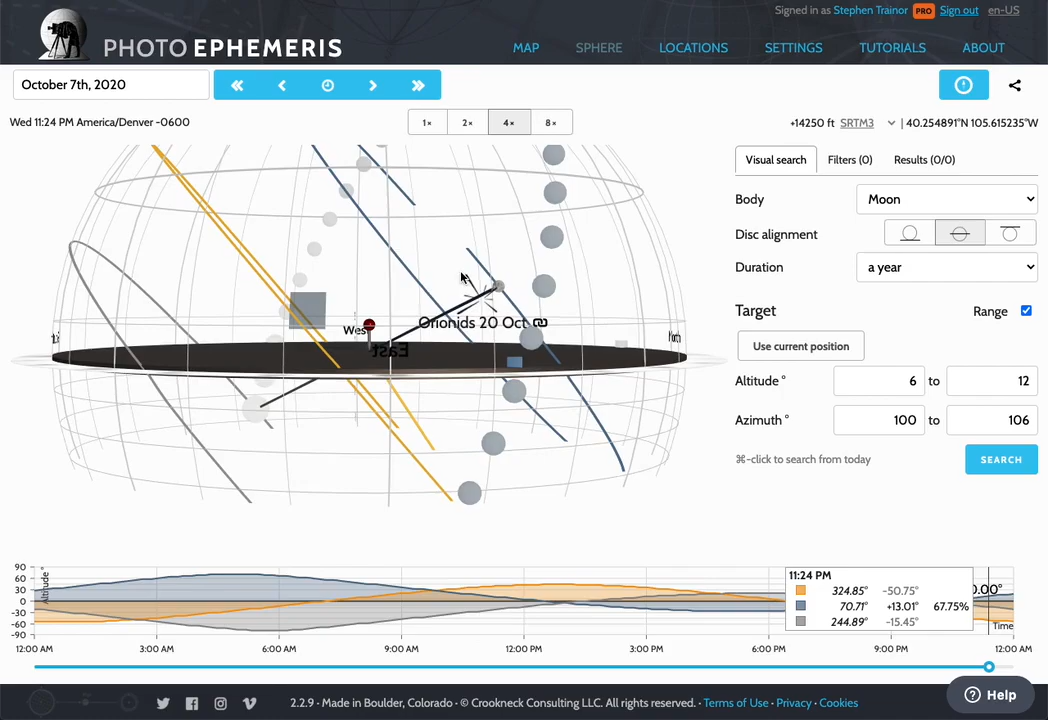 Signed in as Stephen Trainor PRO Sign out en-US
PHOTO EPHEMERIS
MAP SPHERE LOCATIONS SETTINGS TUTORIALS ABOUT
October 7th, 2020
Wed 11:24 PM America/Denver -0600
1× 2× 4× 8×
+14250 ft SRTM3 | 40.254891°N 105.615235°W
Visual search Filters (0) Results (0/0)
Body Moon
Disc alignment
Duration a year
Target Range
Use current position
Altitude ° 6 to 12
Azimuth ° 100 to 106
⌘-click to search from today SEARCH
West
Orionids 20 Oct @
East
North
90
60
30
0
-30
-60
-90
Altitude °
11:24 PM
324.85° -50.75°
70.71° +13.01° 67.75%
244.89° -15.45°
0.00°
Time
12:00 AM 3:00 AM 6:00 AM 9:00 AM 12:00 PM 3:00 PM 6:00 PM 9:00 PM 12:00 AM
2.2.9 · Made in Boulder, Colorado · © Crookneck Consulting LLC. All rights reserved. · Terms of Use · Privacy · Cookies
Help